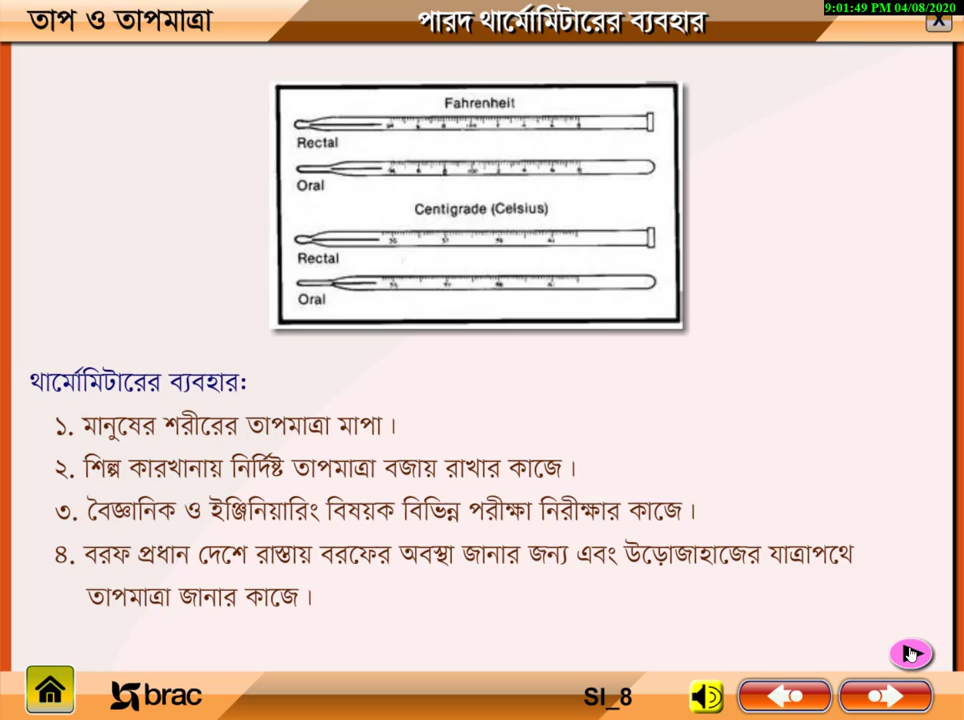 9:01:49 PM 04/08/2020
তাপ ও তাপমাত্রা
পারদ থার্মোমিটারের ব্যবহার
X
Fahrenheit
Rectal
Oral
Centigrade (Celsius)
Rectal
Oral
থার্মোমিটারের ব্যবহার:
১. মানুষের শরীরের তাপমাত্রা মাপা।
২. শিল্প কারখানায় নির্দিষ্ট তাপমাত্রা বজায় রাখার কাজে।
৩. বৈজ্ঞানিক ও ইঞ্জিনিয়ারিং বিষয়ক বিভিন্ন পরীক্ষা নিরীক্ষার কাজে।
৪. বরফ প্রধান দেশে রাস্তায় বরফের অবস্থা জানার জন্য এবং উড়োজাহাজের যাত্রাপথে
তাপমাত্রা জানার কাজে।
brac
SI_8